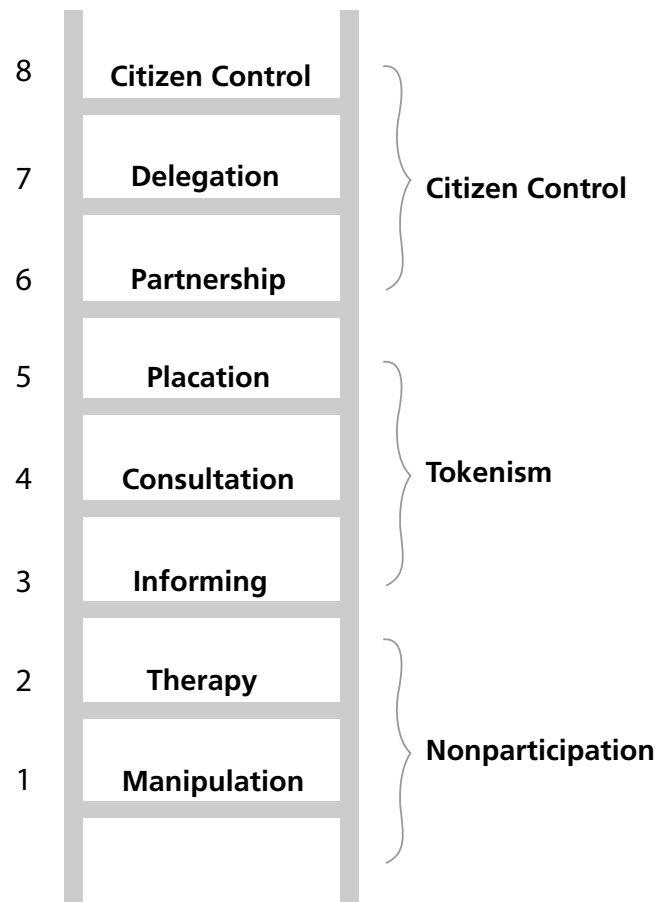 8 Citizen Control
7 Delegation
Citizen Control
6 Partnership
5 Placation
4 Consultation
Tokenism
3 Informing
2 Therapy
Nonparticipation
1 Manipulation